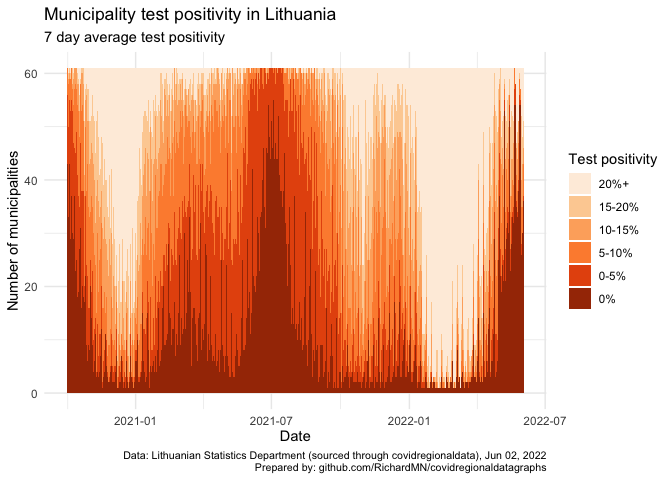 Municipality test positivity in Lithuania
7 day average test positivity
60
40
20
0
Number of municipalities
2021-01
2021-07
2022-01
2022-07
Date
Test positivity
20%+
15-20%
10-15%
5-10%
0-5%
0%
Data: Lithuanian Statistics Department (sourced through covidregionaldata), Jun 02, 2022
Prepared by: github.com/RichardMN/covidregionaldatagraphs